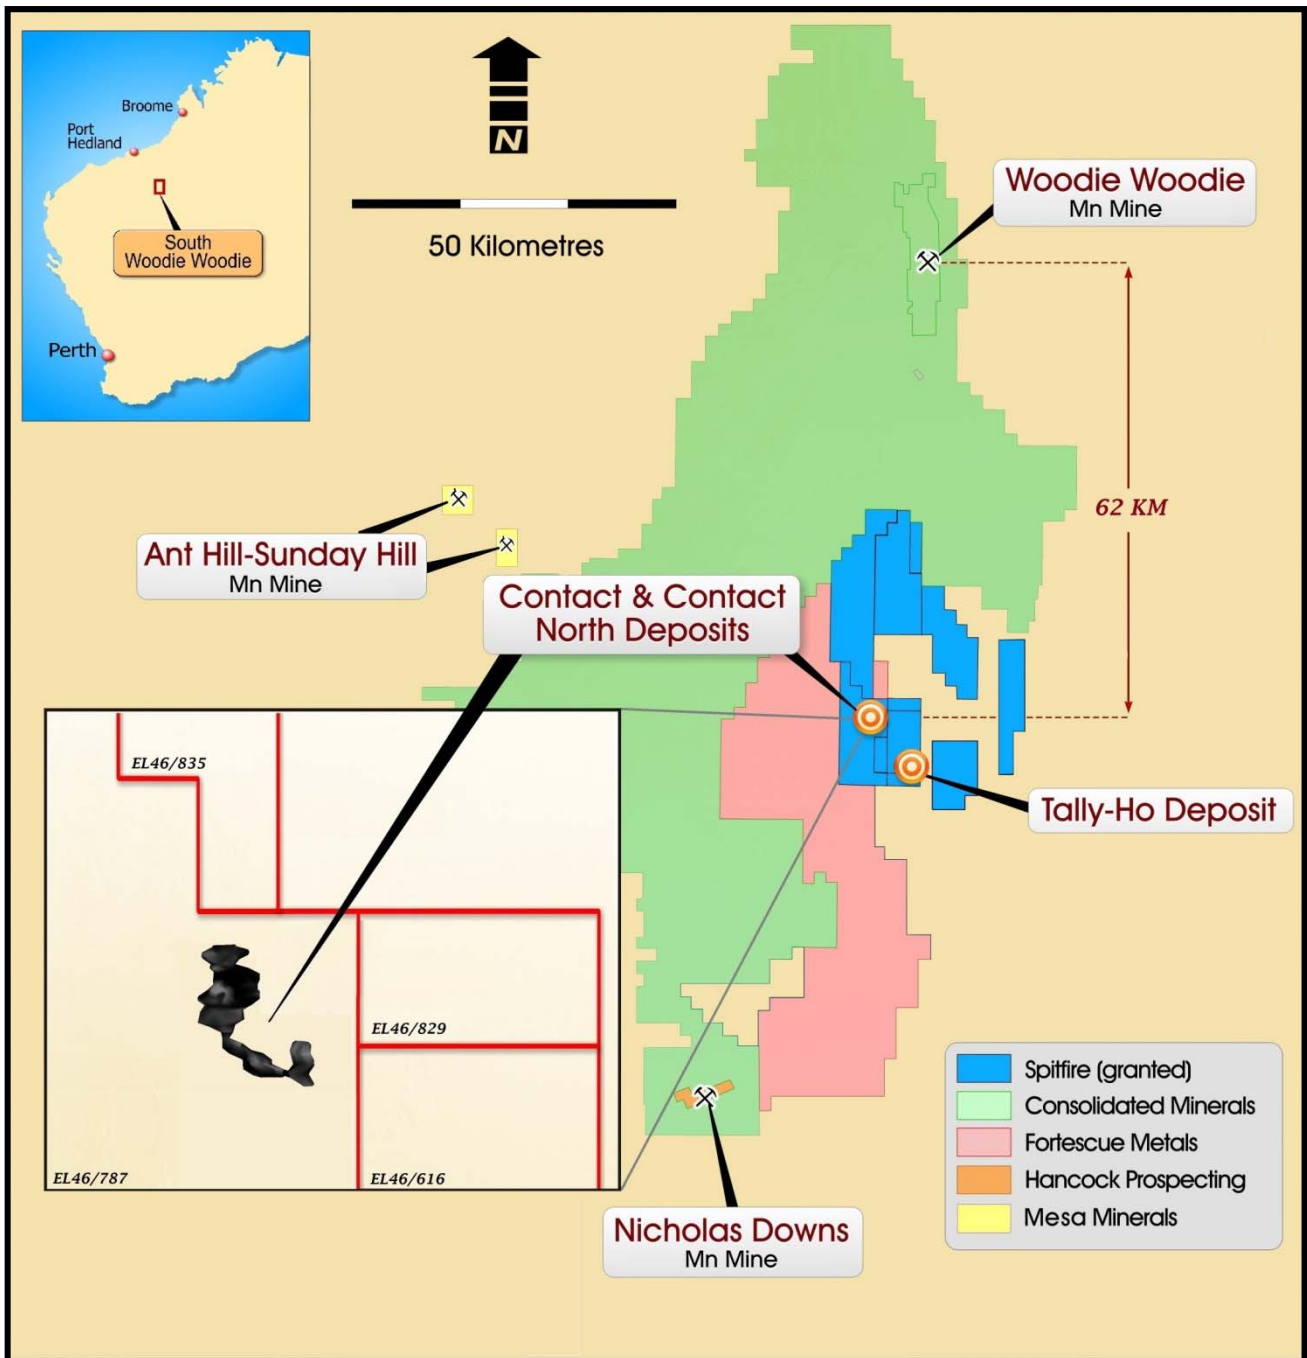 Broome
Port
Hedland
South
Woodie Woodie
Perth
N
50 Kilometres
Woodie Woodie
Mn Mine
62 KM
Ant Hill-Sunday Hill
Mn Mine
Contact & Contact
North Deposits
Tally-Ho Deposit
EL46/835
EL46/829
EL46/787
EL46/616
Nicholas Downs
Mn Mine
Spitfire (granted)
Consolidated Minerals
Fortescue Metals
Hancock Prospecting
Mesa Minerals